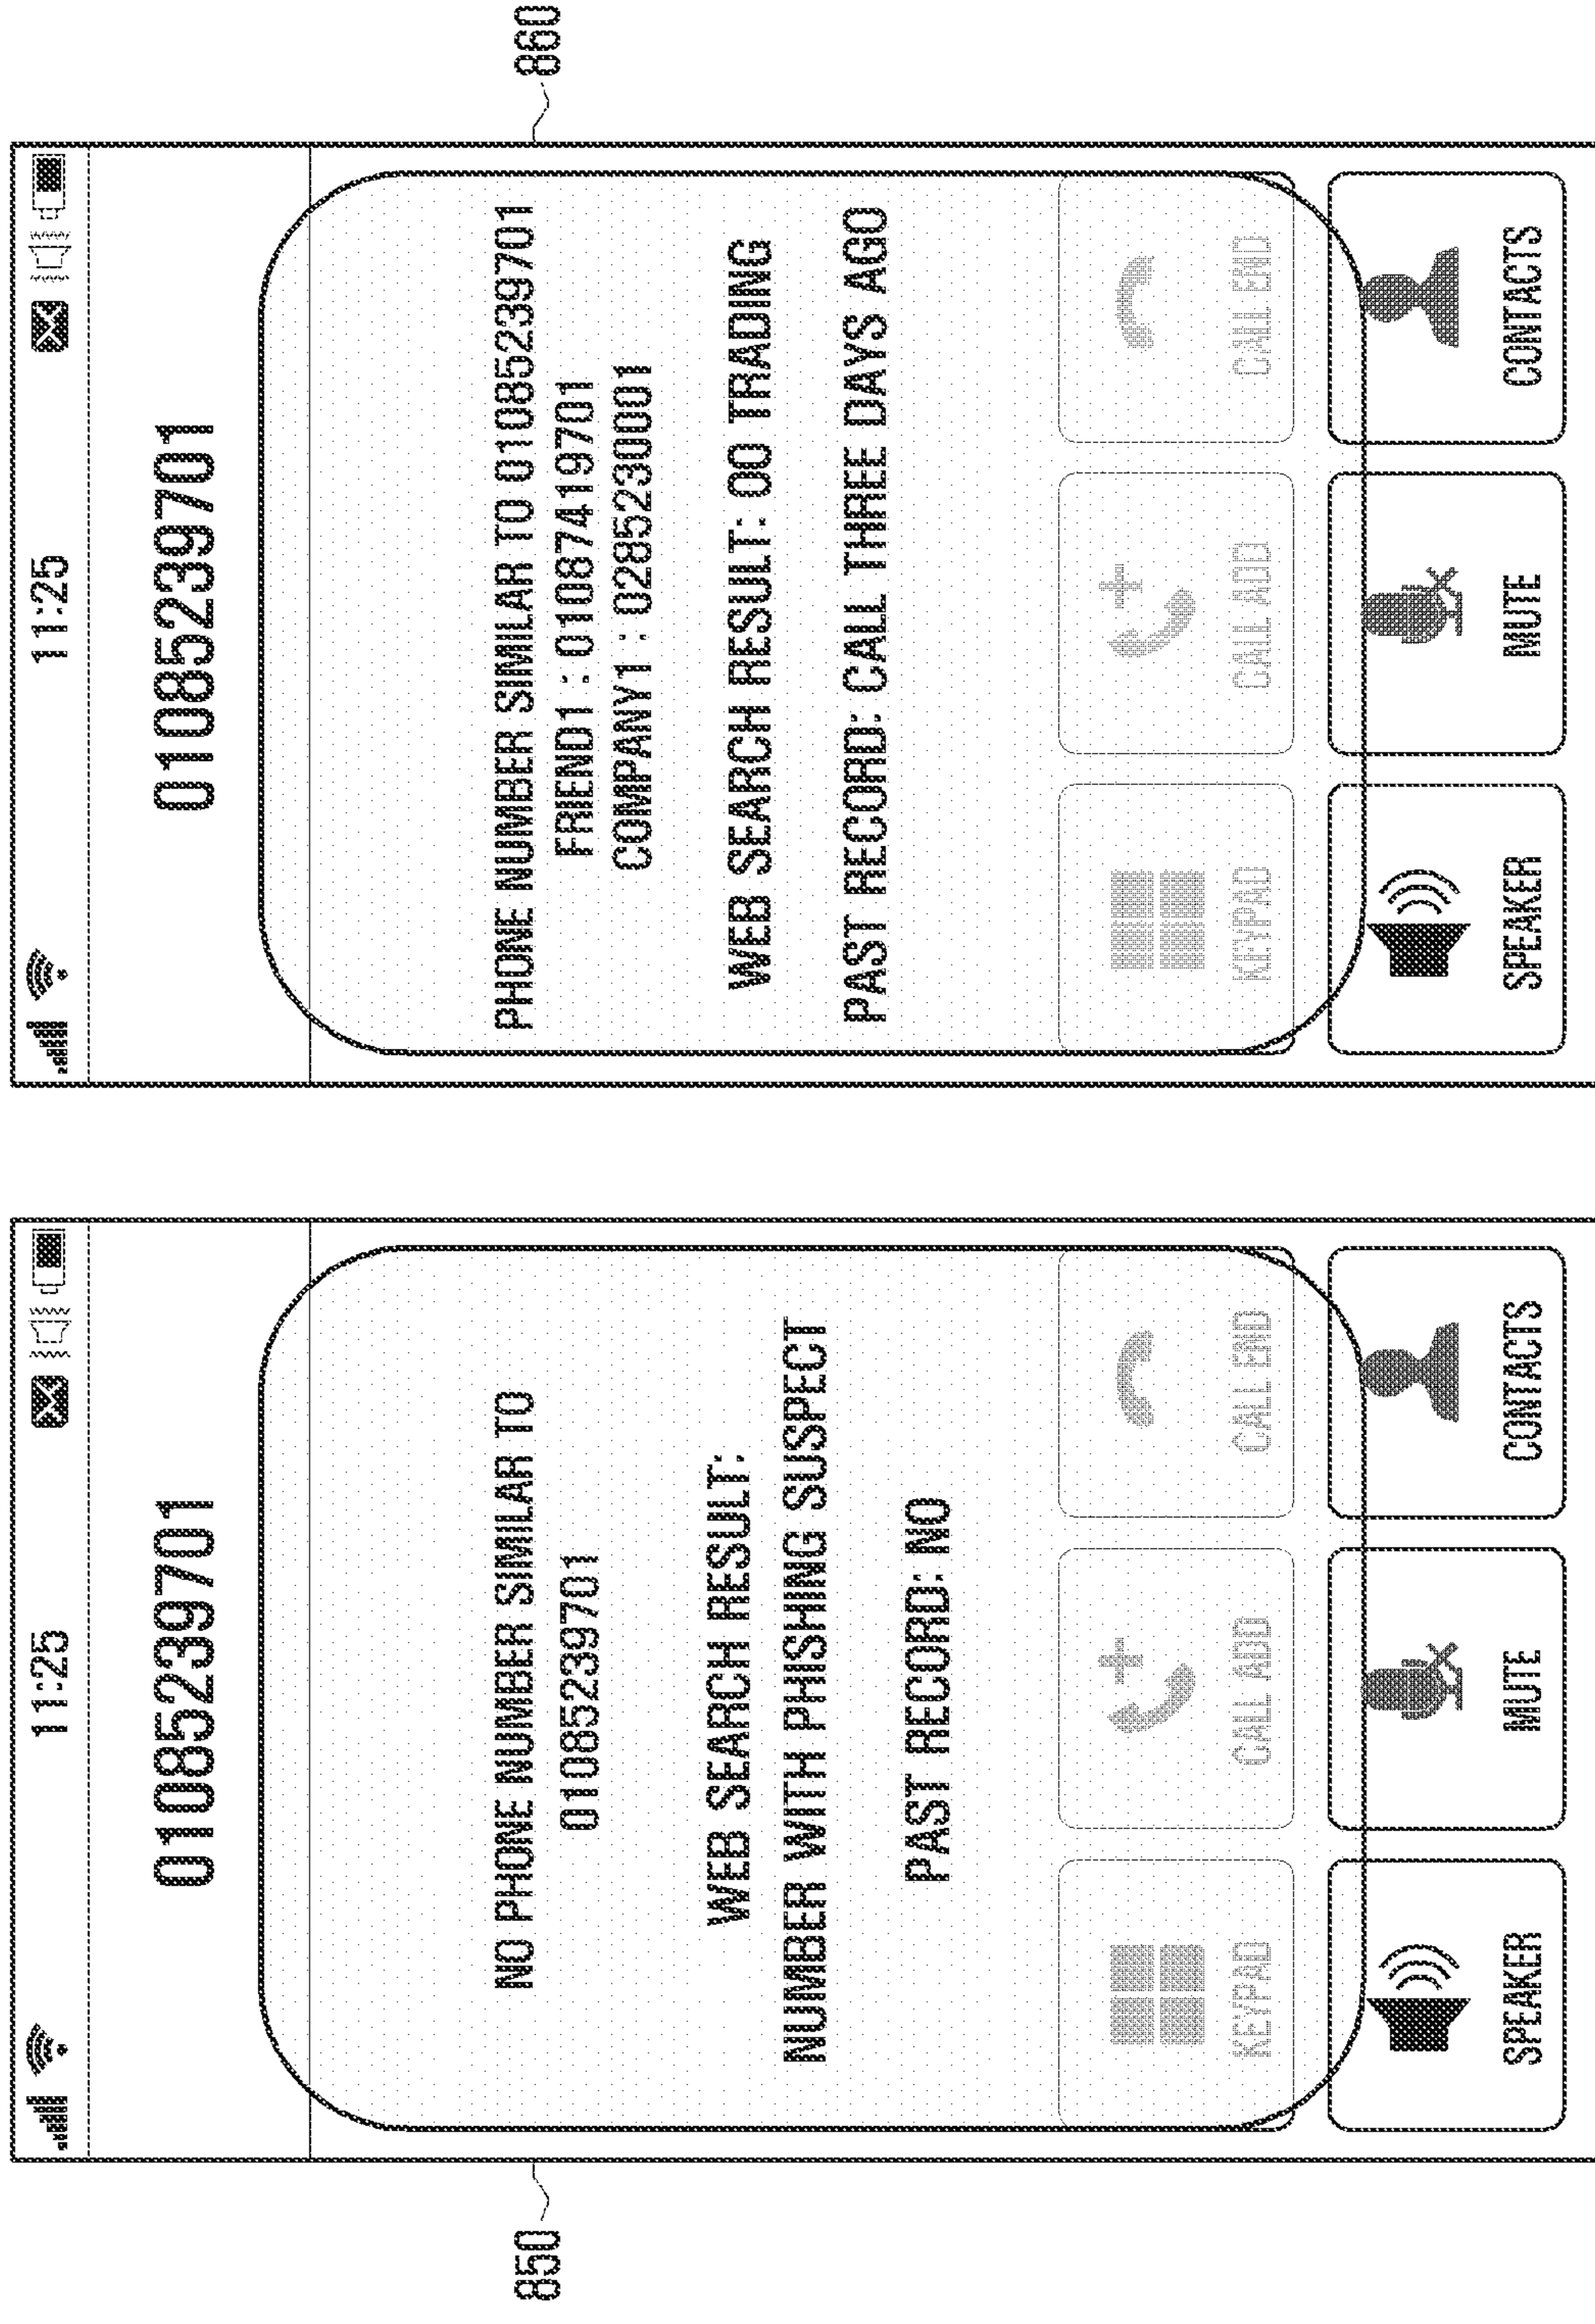 850
11:25
01085239701
NO PHONE NUMBER SIMILAR TO
01085239701
WEB SEARCH RESULT:
NUMBER WITH PHISHING SUSPECT
PAST RECORD: NO
KEYPAD
CALL ADD
CALL END
SPEAKER
MUTE
CONTACTS
860
11:25
01085239701
PHONE NUMBER SIMILAR TO 01085239701
FRIEND1 : 01087419701
COMPANY1 : 0285230001
WEB SEARCH RESULT: OO TRADING
PAST RECORD: CALL THREE DAYS AGO
KEYPAD
CALL ADD
CALL END
SPEAKER
MUTE
CONTACTS